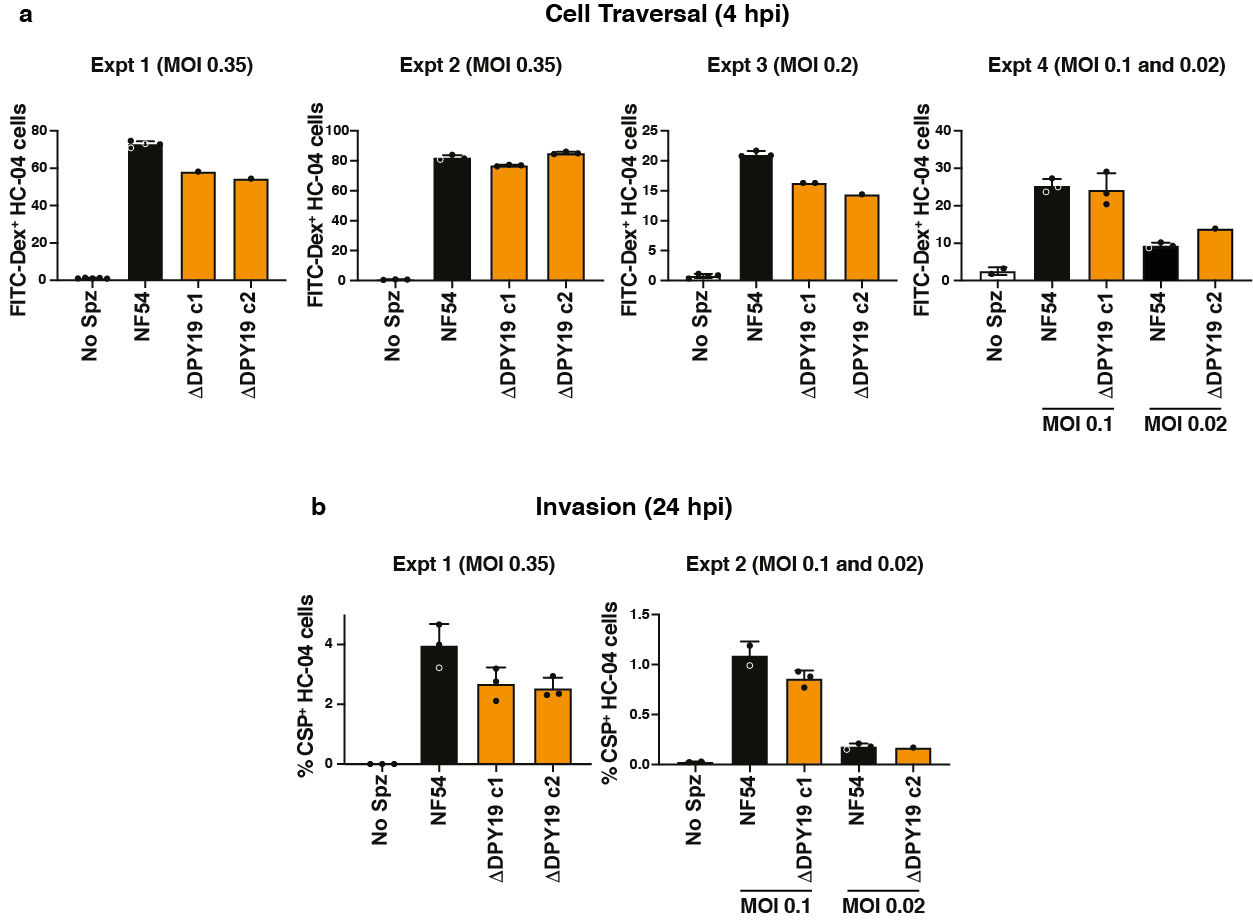 a
Cell Traversal (4 hpi)
Expt 1 (MOI 0.35)
FITC-Dex+ HC-04 cells
80
60
40
20
0
No Spz
NF54
ΔDPY19 c1
ΔDPY19 c2
Expt 2 (MOI 0.35)
FITC-Dex+ HC-04 cells
100
80
60
40
20
0
No Spz
NF54
ΔDPY19 c1
ΔDPY19 c2
Expt 3 (MOI 0.2)
FITC-Dex+ HC-04 cells
25
20
15
10
5
0
No Spz
NF54
ΔDPY19 c1
ΔDPY19 c2
Expt 4 (MOI 0.1 and 0.02)
FITC-Dex+ HC-04 cells
40
30
20
10
0
No Spz
NF54
ΔDPY19 c1
NF54
ΔDPY19 c2
MOI 0.1
MOI 0.02
b
Invasion (24 hpi)
Expt 1 (MOI 0.35)
% CSP+ HC-04 cells
4
2
0
No Spz
NF54
ΔDPY19 c1
ΔDPY19 c2
Expt 2 (MOI 0.1 and 0.02)
% CSP+ HC-04 cells
1.5
1.0
0.5
0.0
No Spz
NF54
ΔDPY19 c1
NF54
ΔDPY19 c2
MOI 0.1
MOI 0.02